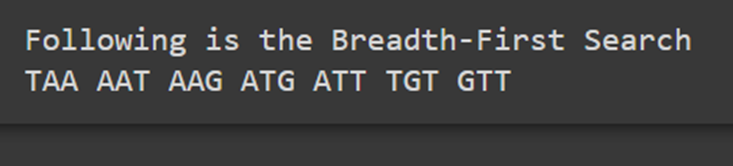 Following is the Breadth-First Search
TAA AAT AAG ATG ATT TGT GTT